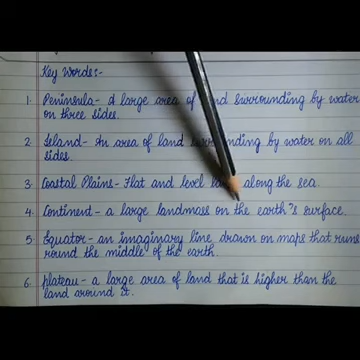 Key Words:-
1. Peninsula - A large area of land surrounding by water
on three sides.
2. Island - An area of land surrounding by water on all
sides.
3. Coastal Plains - Flat and level along the sea.
4. Continent - a large landmass on the earth's surface.
5. Equator - an imaginary line drawn on maps that runs
round the middle of the earth.
6. plateau - a large area of land that is higher than the
land around it.